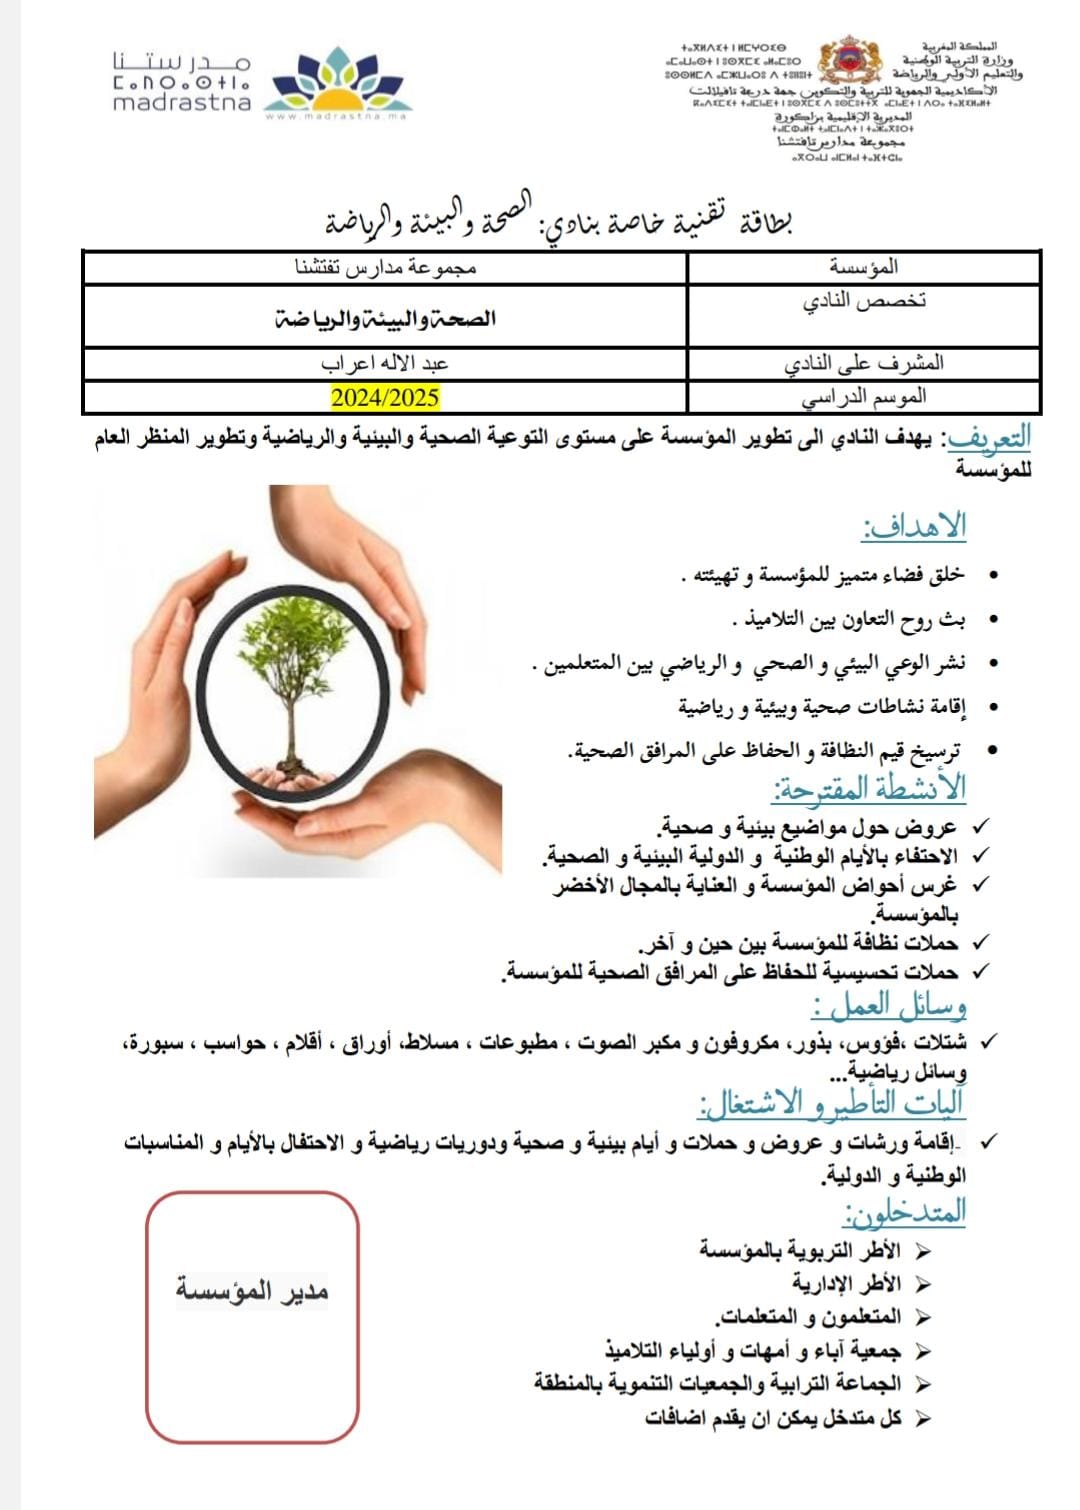 مدرستنا
ⵎⴰⴷⵔⴰⵙⵜⵏⴰ
madrastna
www.madrastna.ma
المملكة المغربية
وزارة التربية الوطنية
والتعليم الأولي والرياضة
الأكاديمية الجهوية للتربية والتكوين جهة درعة تافيلالت
المديرية الإقليمية بزاكورة
مجموعة مدارس تافتشنا
بطاقة تقنية خاصة بنادي: الصحة والبيئة والرياضة
المؤسسة مجموعة مدارس تفتشنا
تخصص النادي الصحة والبيئة والرياضة
المشرف على النادي عبد الاله اعراب
الموسم الدراسي 2024/2025
التعريف: يهدف النادي الى تطوير المؤسسة على مستوى التوعية الصحية والبيئية والرياضية وتطوير المنظر العام
للمؤسسة
الاهداف:
• خلق فضاء متميز للمؤسسة و تهيئته .
• بث روح التعاون بين التلاميذ .
• نشر الوعي البيئي و الصحي و الرياضي بين المتعلمين .
• إقامة نشاطات صحية وبيئية و رياضية
• ترسيخ قيم النظافة و الحفاظ على المرافق الصحية.
الأنشطة المقترحة:
✓ عروض حول مواضيع بيئية و صحية.
✓ الاحتفاء بالأيام الوطنية و الدولية البيئية و الصحية.
✓ غرس أحواض المؤسسة و العناية بالمجال الأخضر
بالمؤسسة.
✓ حملات نظافة للمؤسسة بين حين و آخر.
✓ حملات تحسيسية للحفاظ على المرافق الصحية للمؤسسة.
وسائل العمل :
✓ شتلات ،فؤوس، بذور، مكروفون و مكبر الصوت ، مطبوعات ، مسلاط، أوراق ، أقلام ، حواسب ، سبورة،
وسائل رياضية...
آليات التأطير و الاشتغال:
✓ -إقامة ورشات و عروض و حملات و أيام بيئية و صحية ودوريات رياضية و الاحتفال بالأيام و المناسبات
الوطنية و الدولية.
المتدخلون:
➢ الأطر التربوية بالمؤسسة
➢ الأطر الإدارية
➢ المتعلمون و المتعلمات.
➢ جمعية آباء و أمهات و أولياء التلاميذ
➢ الجماعة الترابية والجمعيات التنموية بالمنطقة
➢ كل متدخل يمكن ان يقدم اضافات
مدير المؤسسة